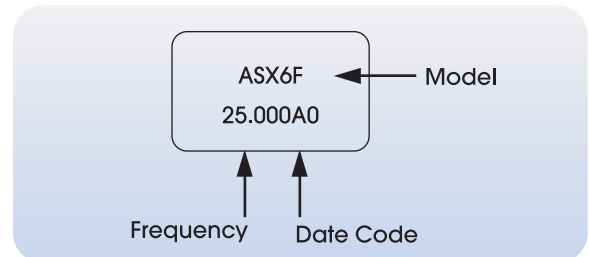 ASX6F
Model
25.000A0
Frequency
Date Code